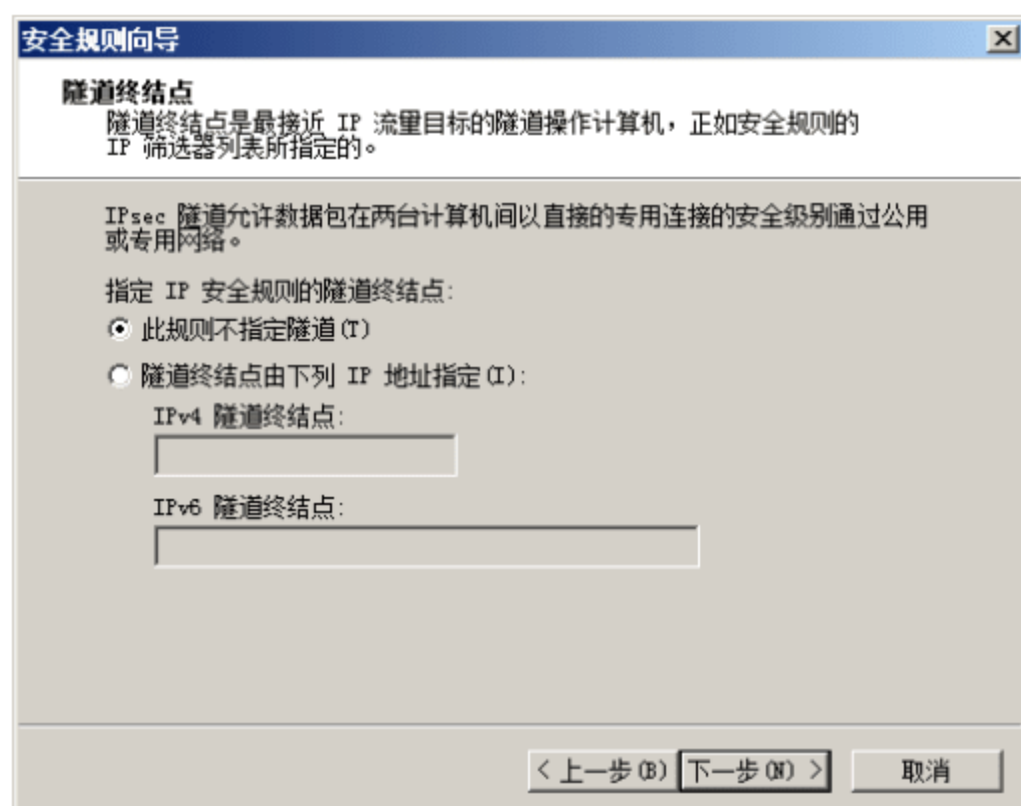 安全规则向导
隧道终结点
隧道终结点是最接近 IP 流量目标的隧道操作计算机，正如安全规则的
IP 筛选器列表所指定的。
IPsec 隧道允许数据包在两台计算机间以直接的专用连接的安全级别通过公用
或专用网络。
指定 IP 安全规则的隧道终结点:
此规则不指定隧道(T)
隧道终结点由下列 IP 地址指定(I):
IPv4 隧道终结点:
IPv6 隧道终结点:
< 上一步(B) 下一步(N) > 取消